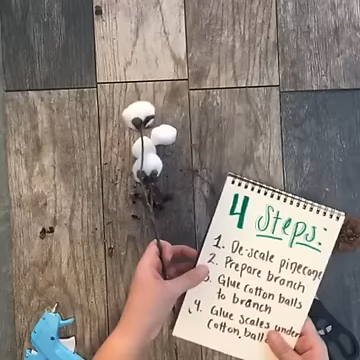 4 Steps:
1. De-scale pinecone
2. Prepare branch
3. Glue cotton balls
to branch
4. Glue scales under
cotton balls